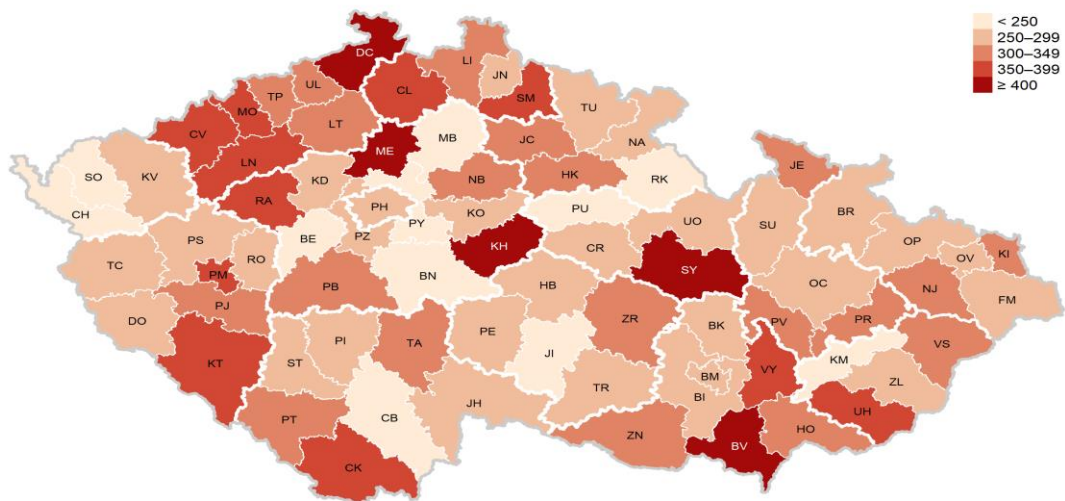 < 250
250–299
300–349
350–399
≥ 400
DC
LI
JN
UL
CL
SM
TP
MO
TU
LT
CV
MB
JC
NA
ME
LN
JE
HK
SO
KV
KD
NB
RK
RA
PH
PU
CH
KO
UO
SU
BR
PY
BE
PZ
PS
KH
CR
OP
RO
KI
OV
TC
SY
PM
BN
OC
HB
PB
NJ
FM
PJ
DO
ZR
PV
PR
BK
PE
TA
PI
VS
JI
KM
KT
ST
VY
BM
TR
ZL
BI
JH
UH
CB
PT
HO
ZN
BV
CK